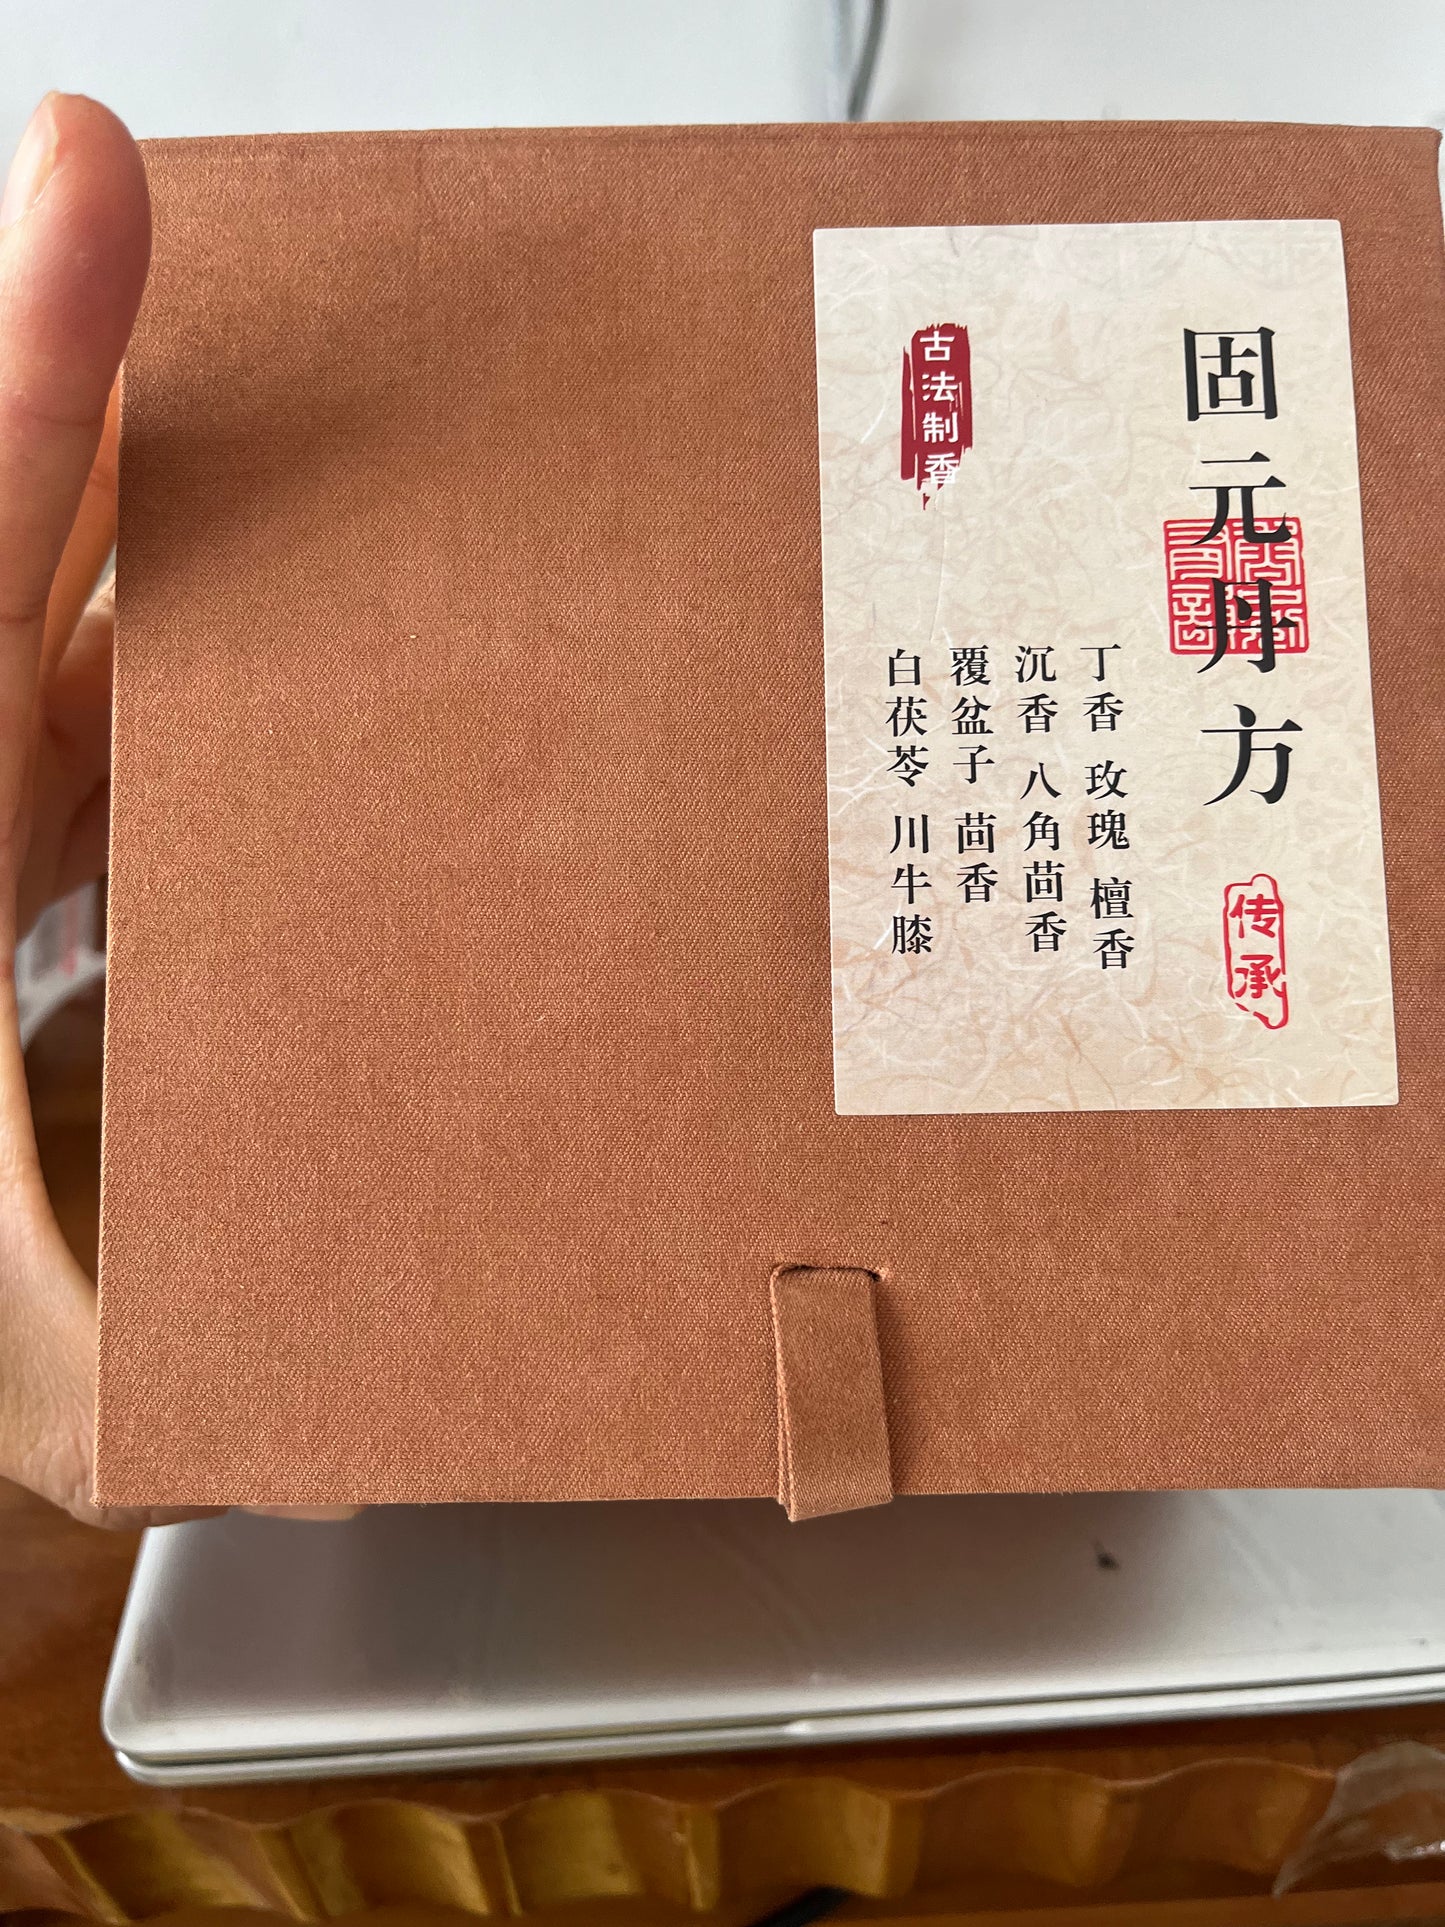 固元丹方
传承
丁香 玫瑰 檀香
沉香 八角茴香
覆盆子 茴香
白茯苓 川牛膝
古法制香